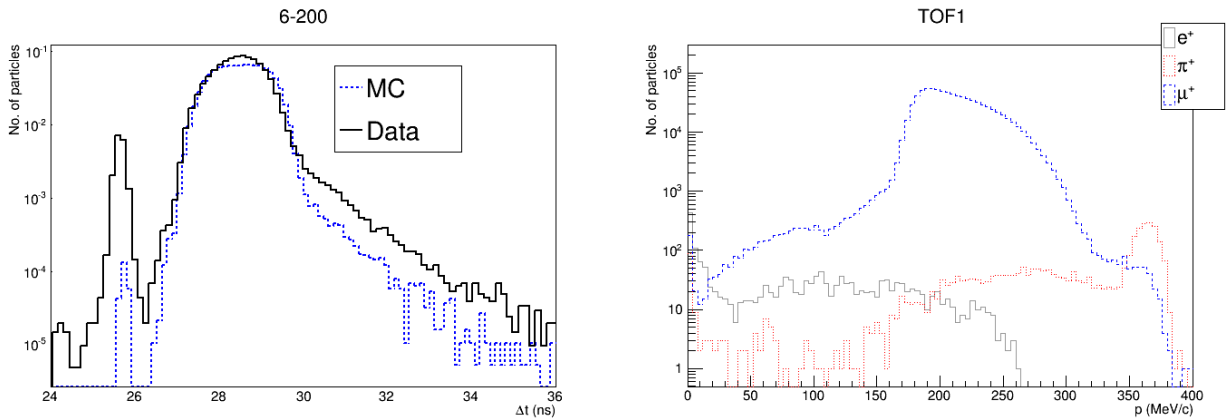 6-200
No. of particles
10⁻¹
10⁻²
10⁻³
10⁻⁴
10⁻⁵
MC
Data
24 26 28 30 32 34 36
Δt (ns)
TOF1
No. of particles
10⁵
10⁴
10³
10²
10
1
e⁺
π⁺
μ⁺
0 50 100 150 200 250 300 350 400
p (MeV/c)